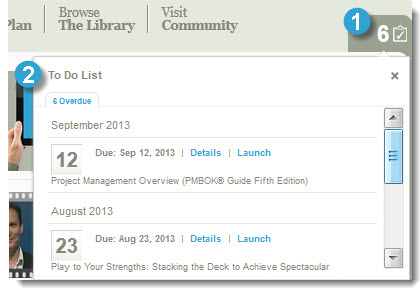 Plan
Browse
The Library
Visit
Community
1
6
2
To Do List
6 Overdue
September 2013
12
Due: Sep 12, 2013 | Details | Launch
Project Management Overview (PMBOK® Guide Fifth Edition)
August 2013
23
Due: Aug 23, 2013 | Details | Launch
Play to Your Strengths: Stacking the Deck to Achieve Spectacular